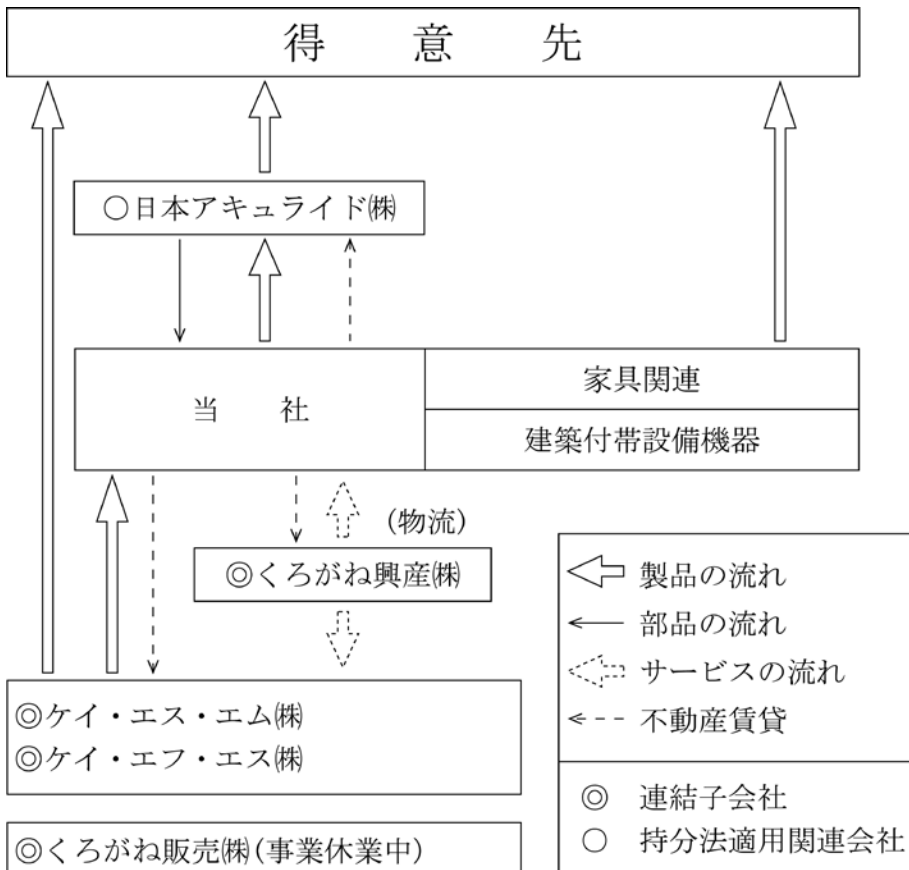 得意先
○日本アキュライド㈱
当社
家具関連
建築付帯設備機器
(物流)
◎くろがね興産㈱
◎ケイ・エス・エム㈱
◎ケイ・エフ・エス㈱
◎くろがね販売㈱(事業休業中)
製品の流れ
部品の流れ
サービスの流れ
不動産賃貸
◎ 連結子会社
○ 持分法適用関連会社